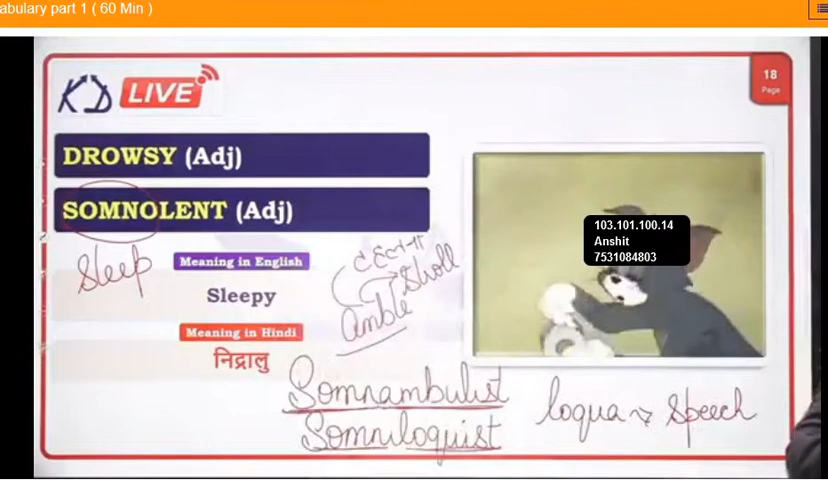 abulary part 1 ( 60 Min )
KD LIVE
18
Page
DROWSY (Adj)
SOMNOLENT (Adj)
Sleep
Meaning in English
Sleepy
टहलना
Stroll
amble
Meaning in Hindi
निद्रालु
103.101.100.14
Anshit
7531084803
Somnambulist
Somniloquist
loqua → Speech